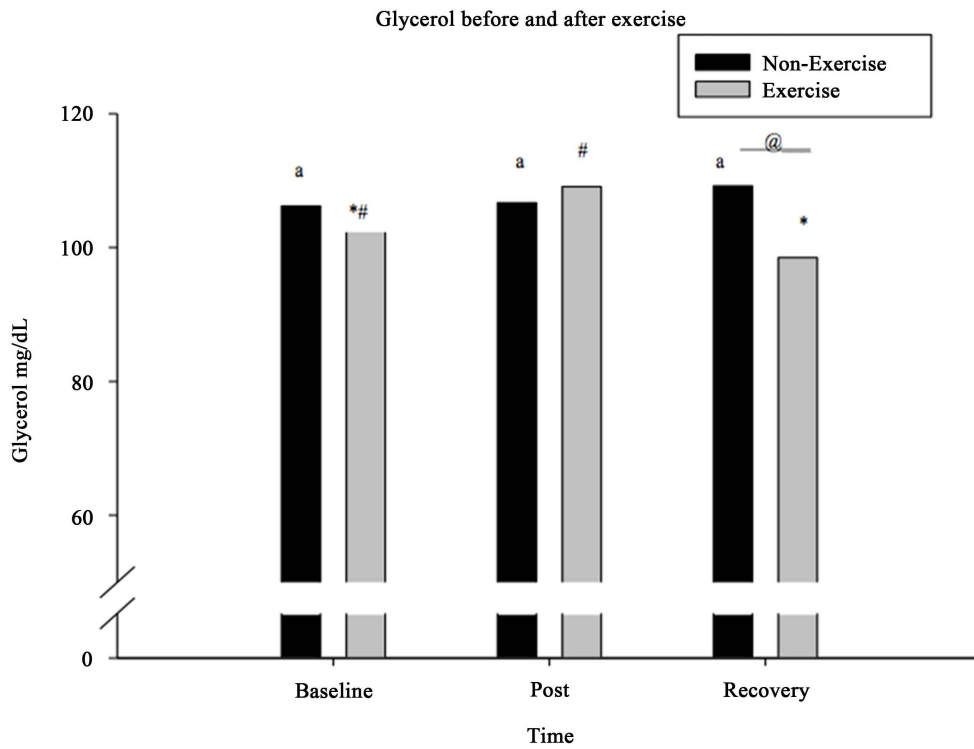 Glycerol before and after exercise
Non-Exercise
Exercise
120
100
80
60
0
Glycerol mg/dL
a
*#
a
#
a
@
*
Baseline
Post
Recovery
Time